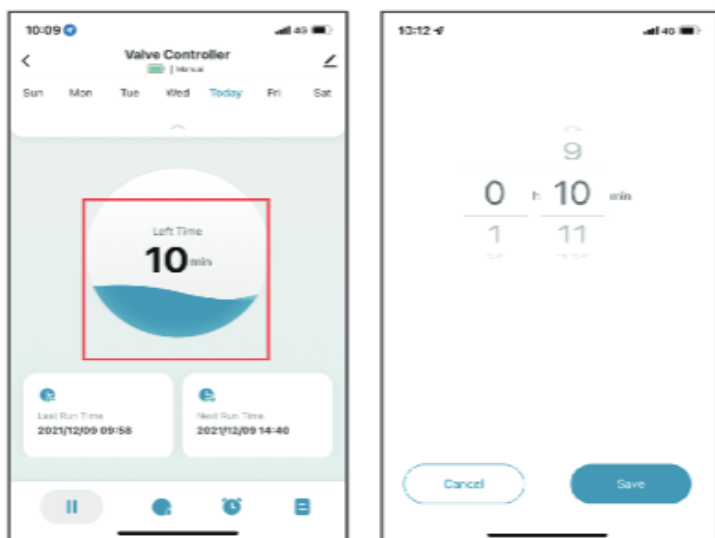 10:09
4G
Valve Controller
| Manual
Sun Mon Tue Wed Today Fri Sat
Left Time
10 min
Last Run Time
2021/12/09 09:58
Next Run Time
2021/12/09 14:40
10:12
4G
9
0 h 10 min
1 11
Cancel
Save